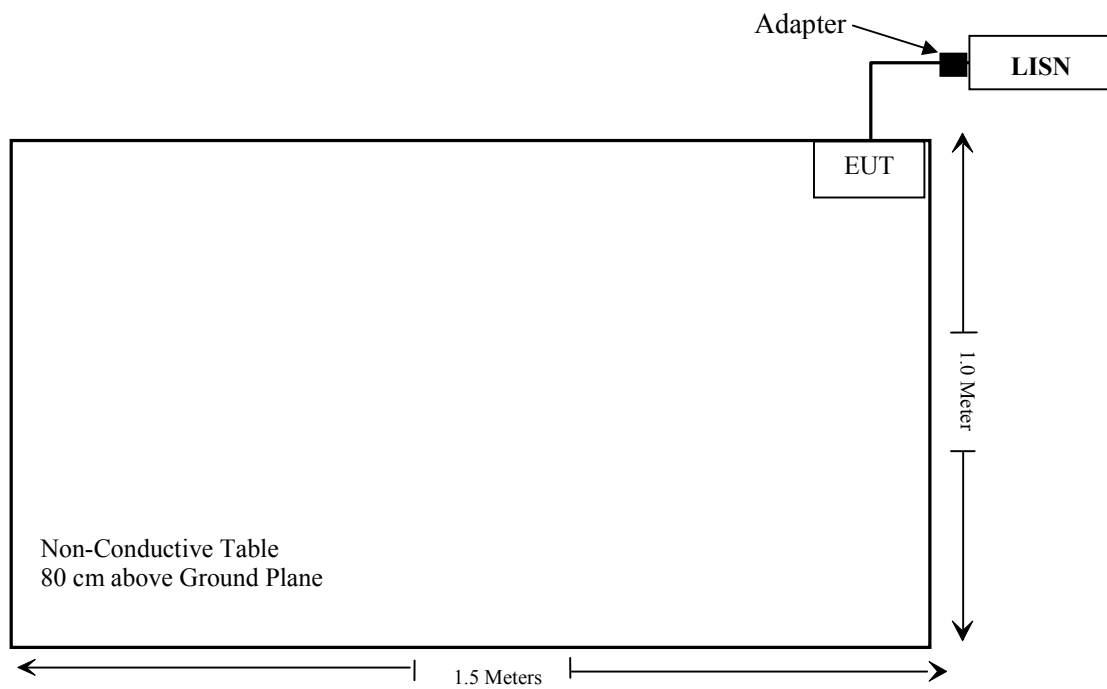 Adapter
LISN
EUT
1.0 Meter
Non-Conductive Table
80 cm above Ground Plane
1.5 Meters